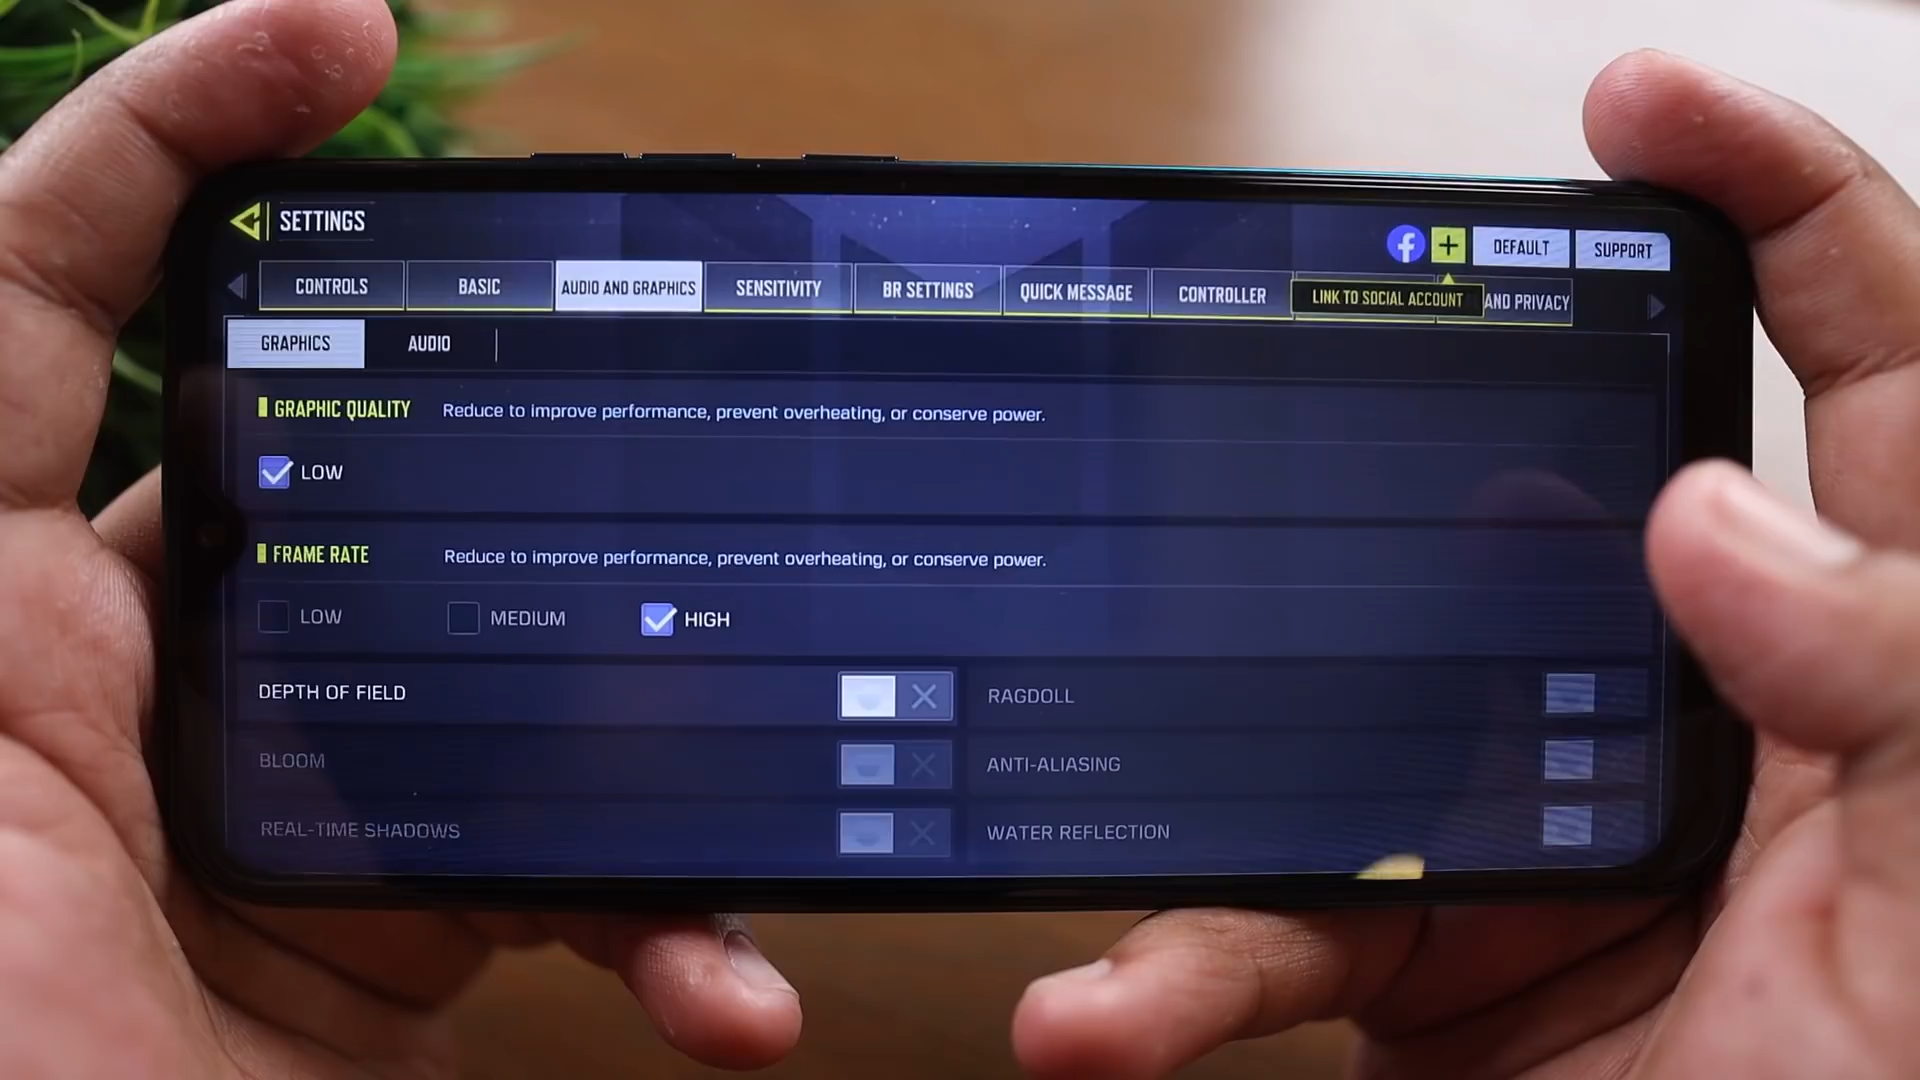 SETTINGS
f + DEFAULT SUPPORT
CONTROLS BASIC AUDIO AND GRAPHICS SENSITIVITY BR SETTINGS QUICK MESSAGE CONTROLLER LINK TO SOCIAL ACCOUNT AND PRIVACY
GRAPHICS AUDIO
GRAPHIC QUALITY Reduce to improve performance, prevent overheating, or conserve power.
LOW
FRAME RATE Reduce to improve performance, prevent overheating, or conserve power.
LOW MEDIUM HIGH
DEPTH OF FIELD RAGDOLL
BLOOM ANTI-ALIASING
REAL-TIME SHADOWS WATER REFLECTION